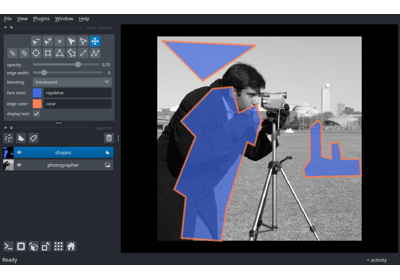 File View Plugins Window Help
opacity: 0.70
edge width:
blending: translucent
face color: royalblue
edge color: coral
display text:
shapes
photographer
Ready
activity